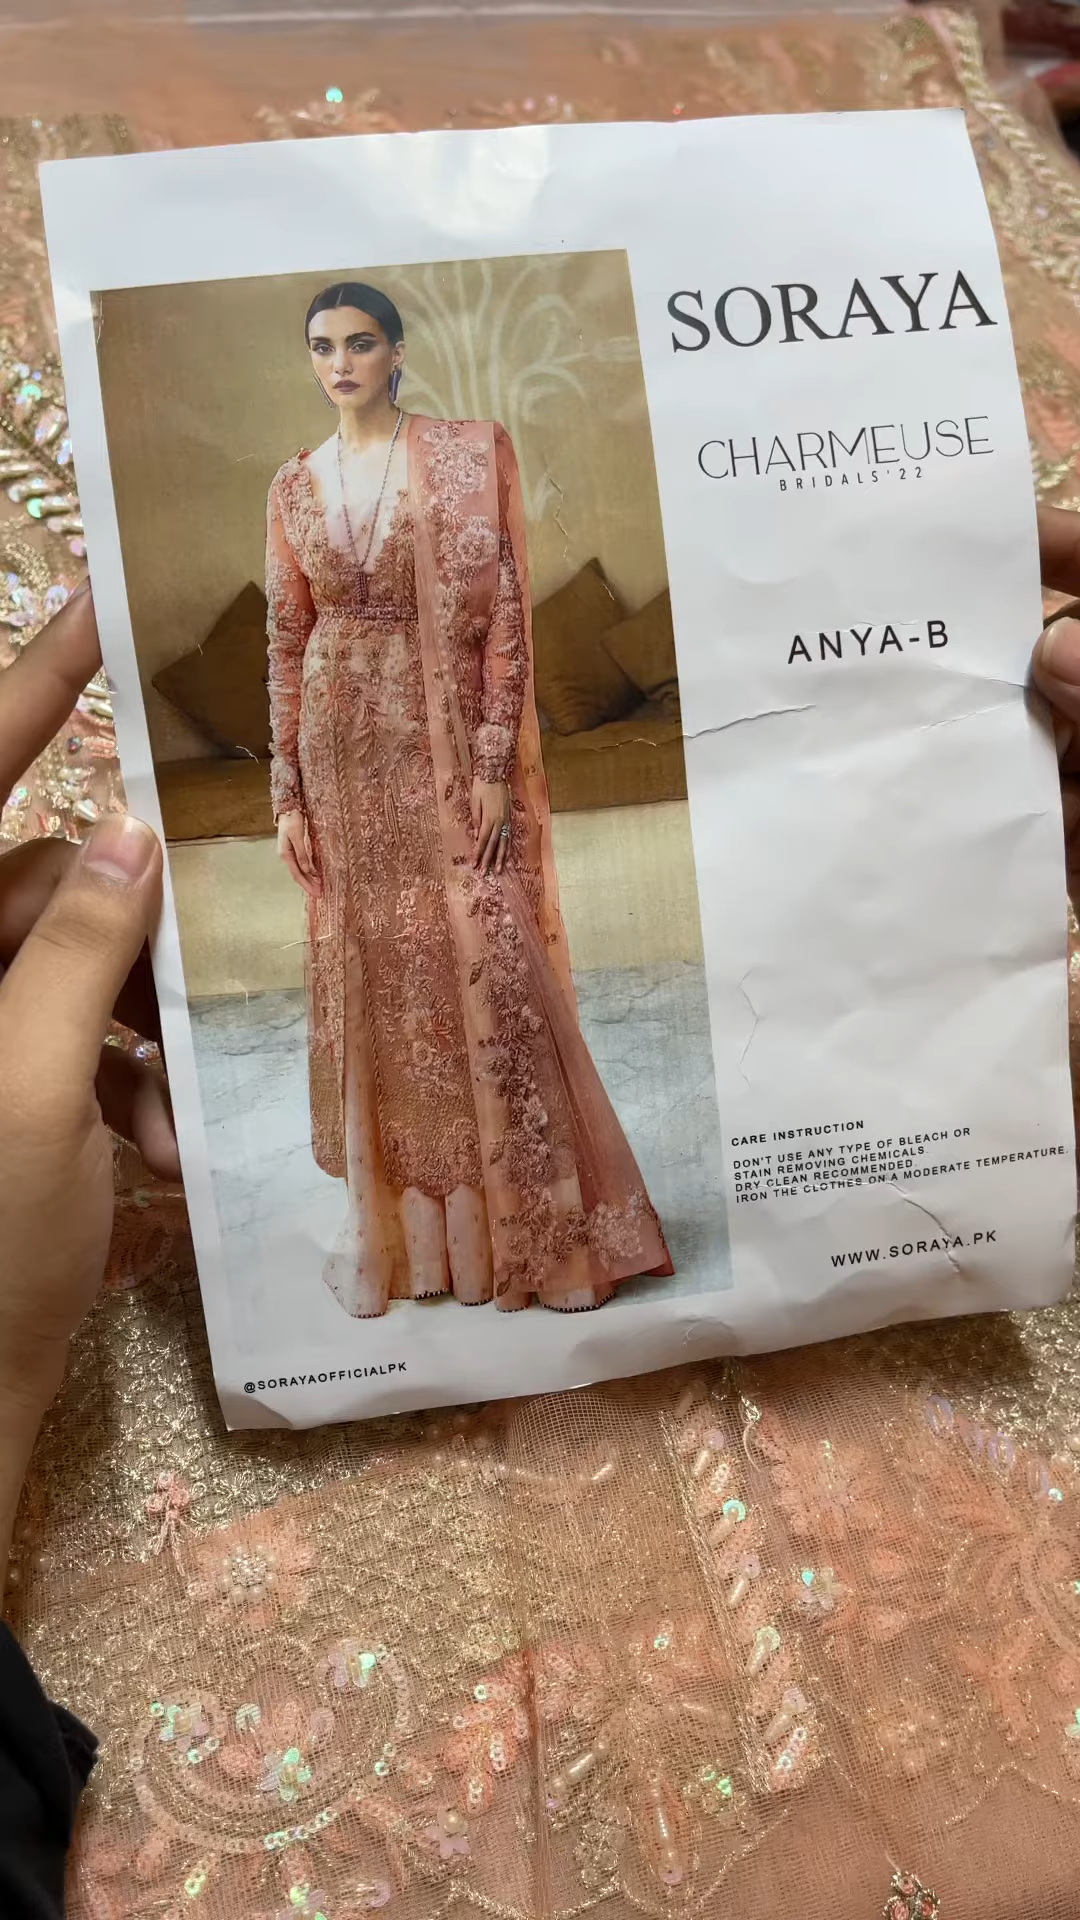 SORAYA
CHARMEUSE
BRIDALS'22
ANYA-B
CARE INSTRUCTION
DON'T USE ANY TYPE OF BLEACH OR
STAIN REMOVING CHEMICALS.
DRY CLEAN RECOMMENDED.
IRON THE CLOTHES ON A MODERATE TEMPERATURE.
WWW.SORAYA.PK
@SORAYAOFFICIALPK